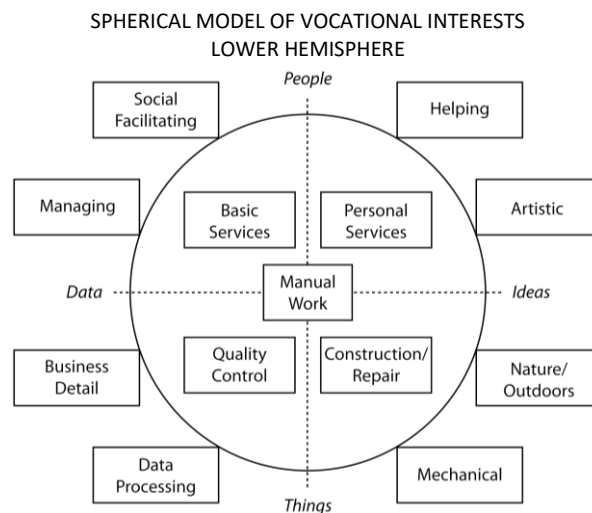 SPHERICAL MODEL OF VOCATIONAL INTERESTS
LOWER HEMISPHERE
People
Social
Facilitating
Helping
Managing
Basic
Services
Personal
Services
Artistic
Data
Manual
Work
Ideas
Business
Detail
Quality
Control
Construction/
Repair
Nature/
Outdoors
Data
Processing
Mechanical
Things